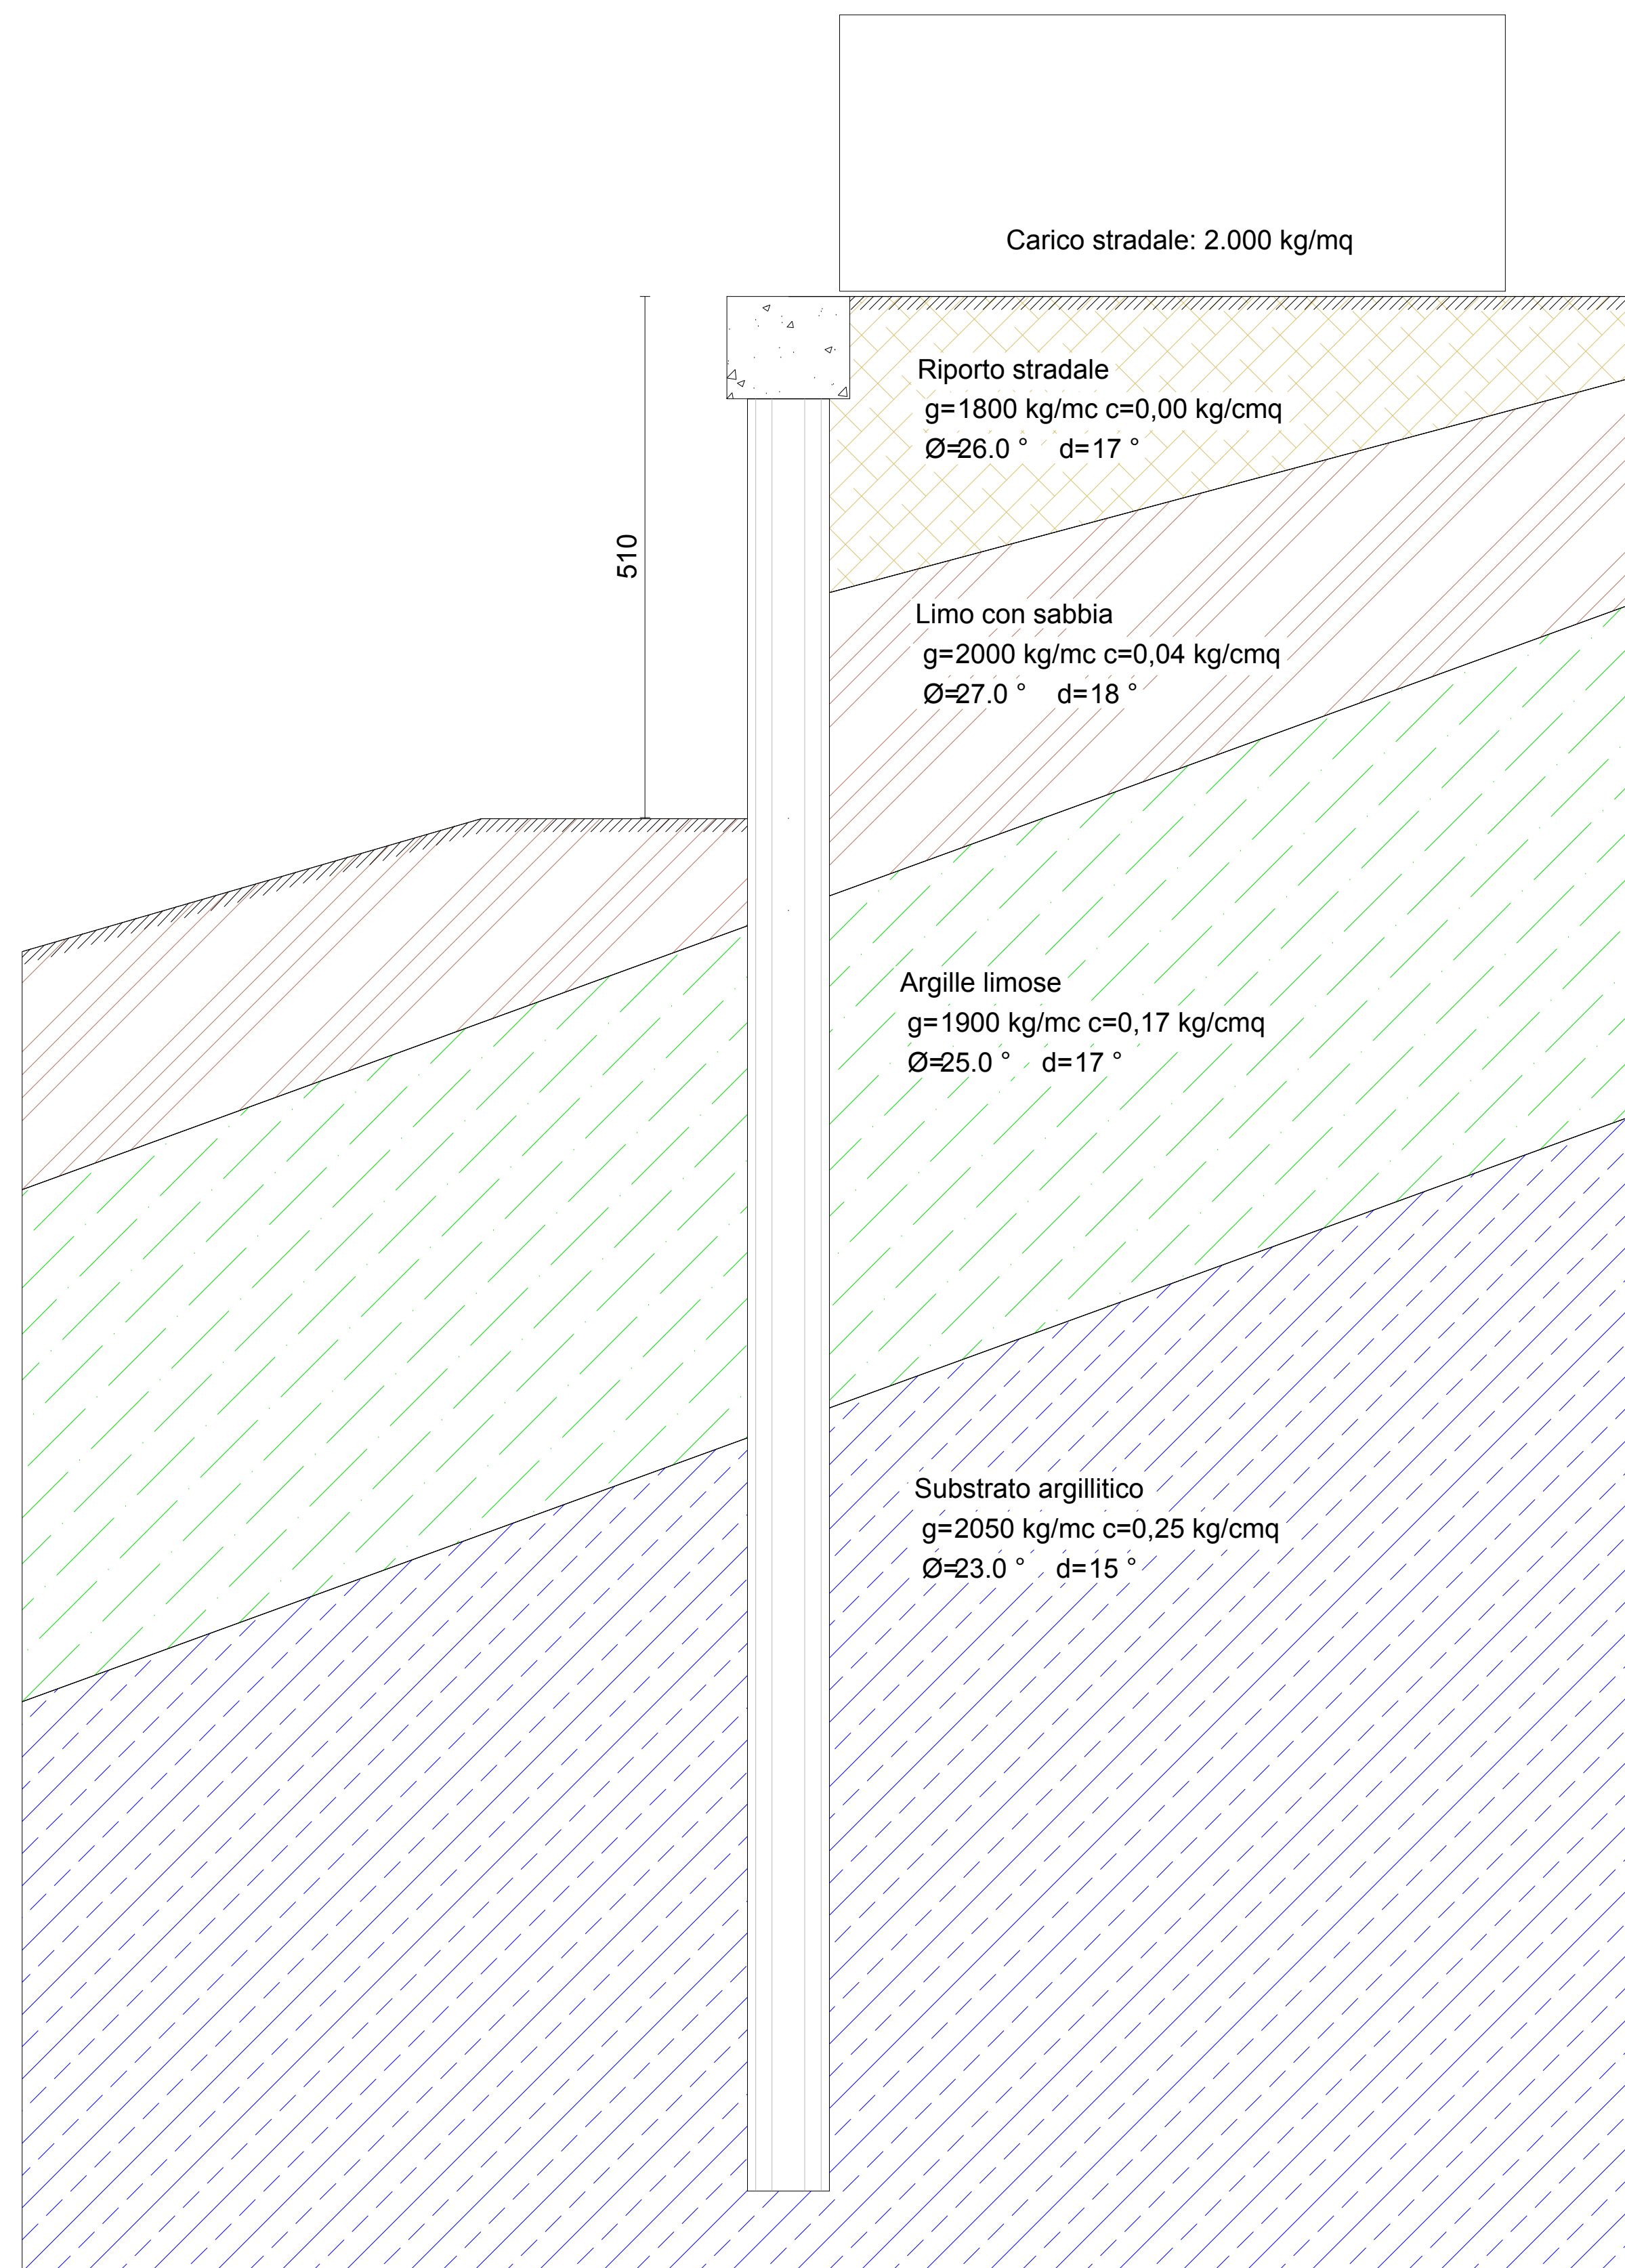 Carico stradale: 2.000 kg/mq
Riporto stradale
g=1800 kg/mc c=0,00 kg/cmq
Ø=26.0 ° d=17 °
510
Limo con sabbia
g=2000 kg/mc c=0,04 kg/cmq
Ø=27.0 ° d=18 °
Argille limose
g=1900 kg/mc c=0,17 kg/cmq
Ø=25.0 ° d=17 °
Substrato argillitico
g=2050 kg/mc c=0,25 kg/cmq
Ø=23.0 ° d=15 °